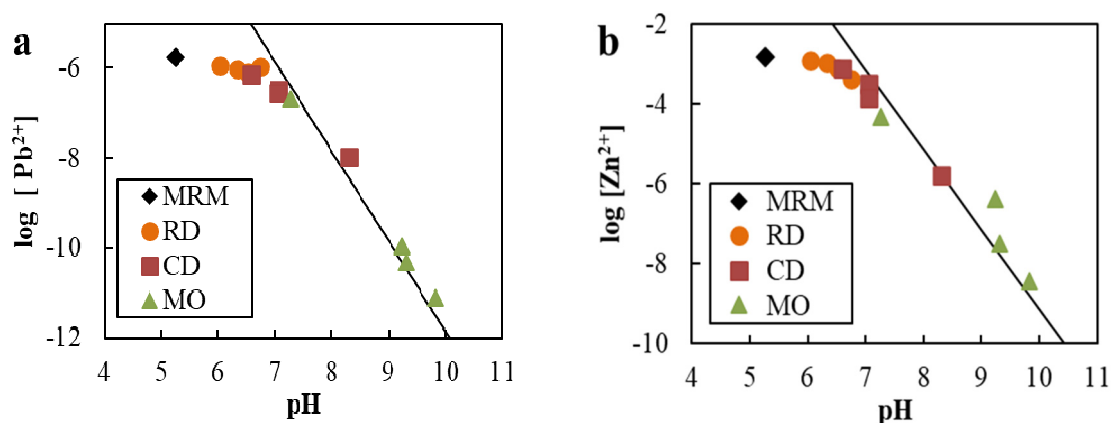 a
-6
-8
-10
-12
log [ Pb²⁺]
MRM
RD
CD
MO
4 5 6 7 8 9 10 11
pH
b
-2
-4
-6
-8
-10
log [Zn²⁺]
MRM
RD
CD
MO
4 5 6 7 8 9 10 11
pH